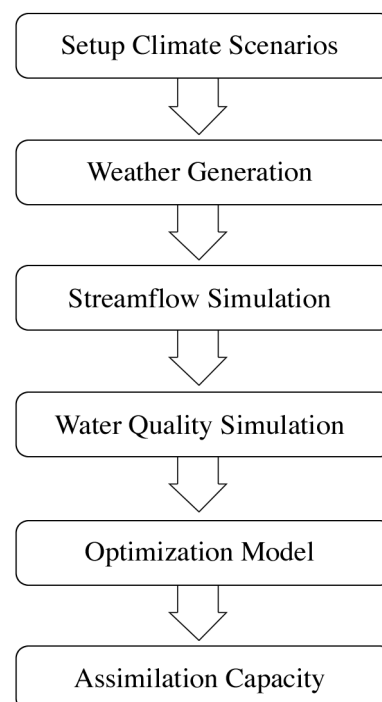 Setup Climate Scenarios
Weather Generation
Streamflow Simulation
Water Quality Simulation
Optimization Model
Assimilation Capacity